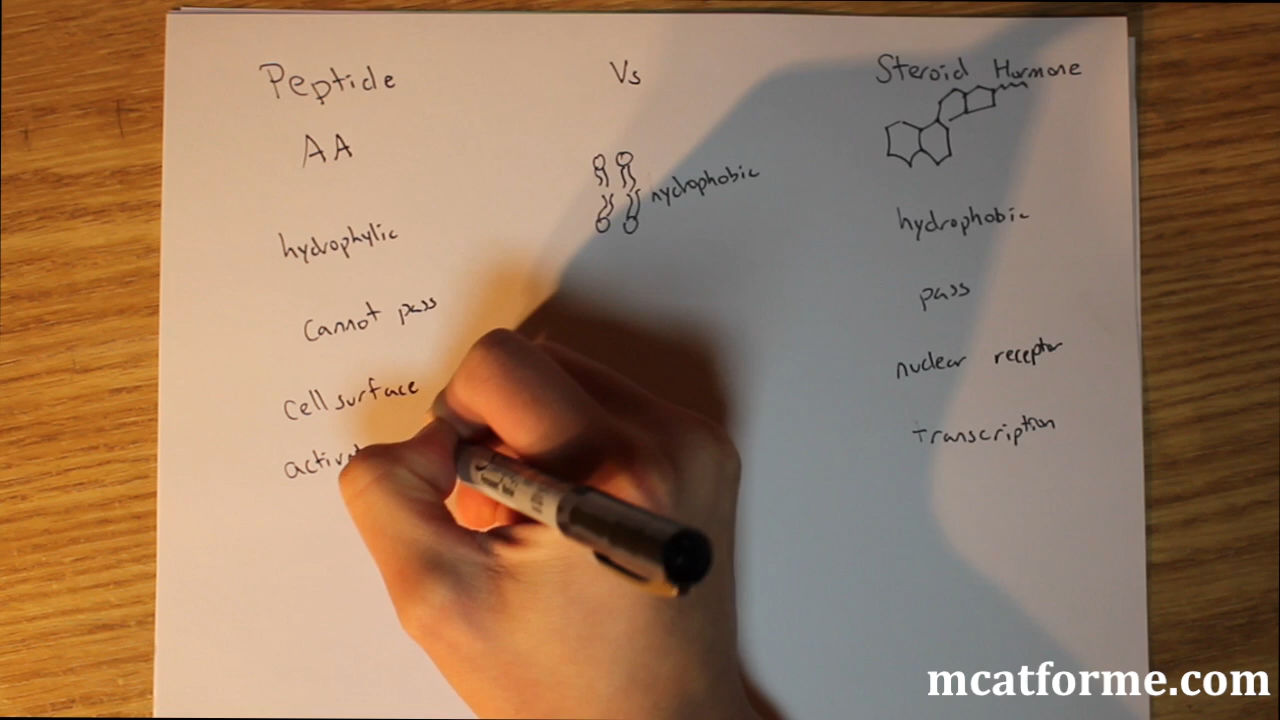 Peptide Vs Steroid Hormone
AA
hydrophobic
hydrophylic hydrophobic
Cannot pass pass
Cell surface nuclear receptor
Transcription
mcatforme.com